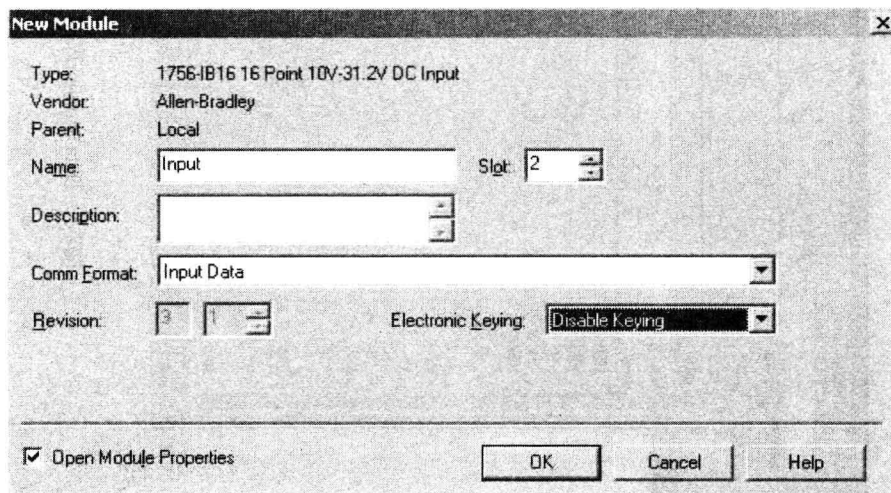 New Module
Type: 1756-IB16 16 Point 10V-31.2V DC Input
Vendor: Allen-Bradley
Parent: Local
Name: Input Slot: 2
Description:
Comm Format: Input Data
Revision: 3 1 Electronic Keying: Disable Keying
Open Module Properties OK Cancel Help